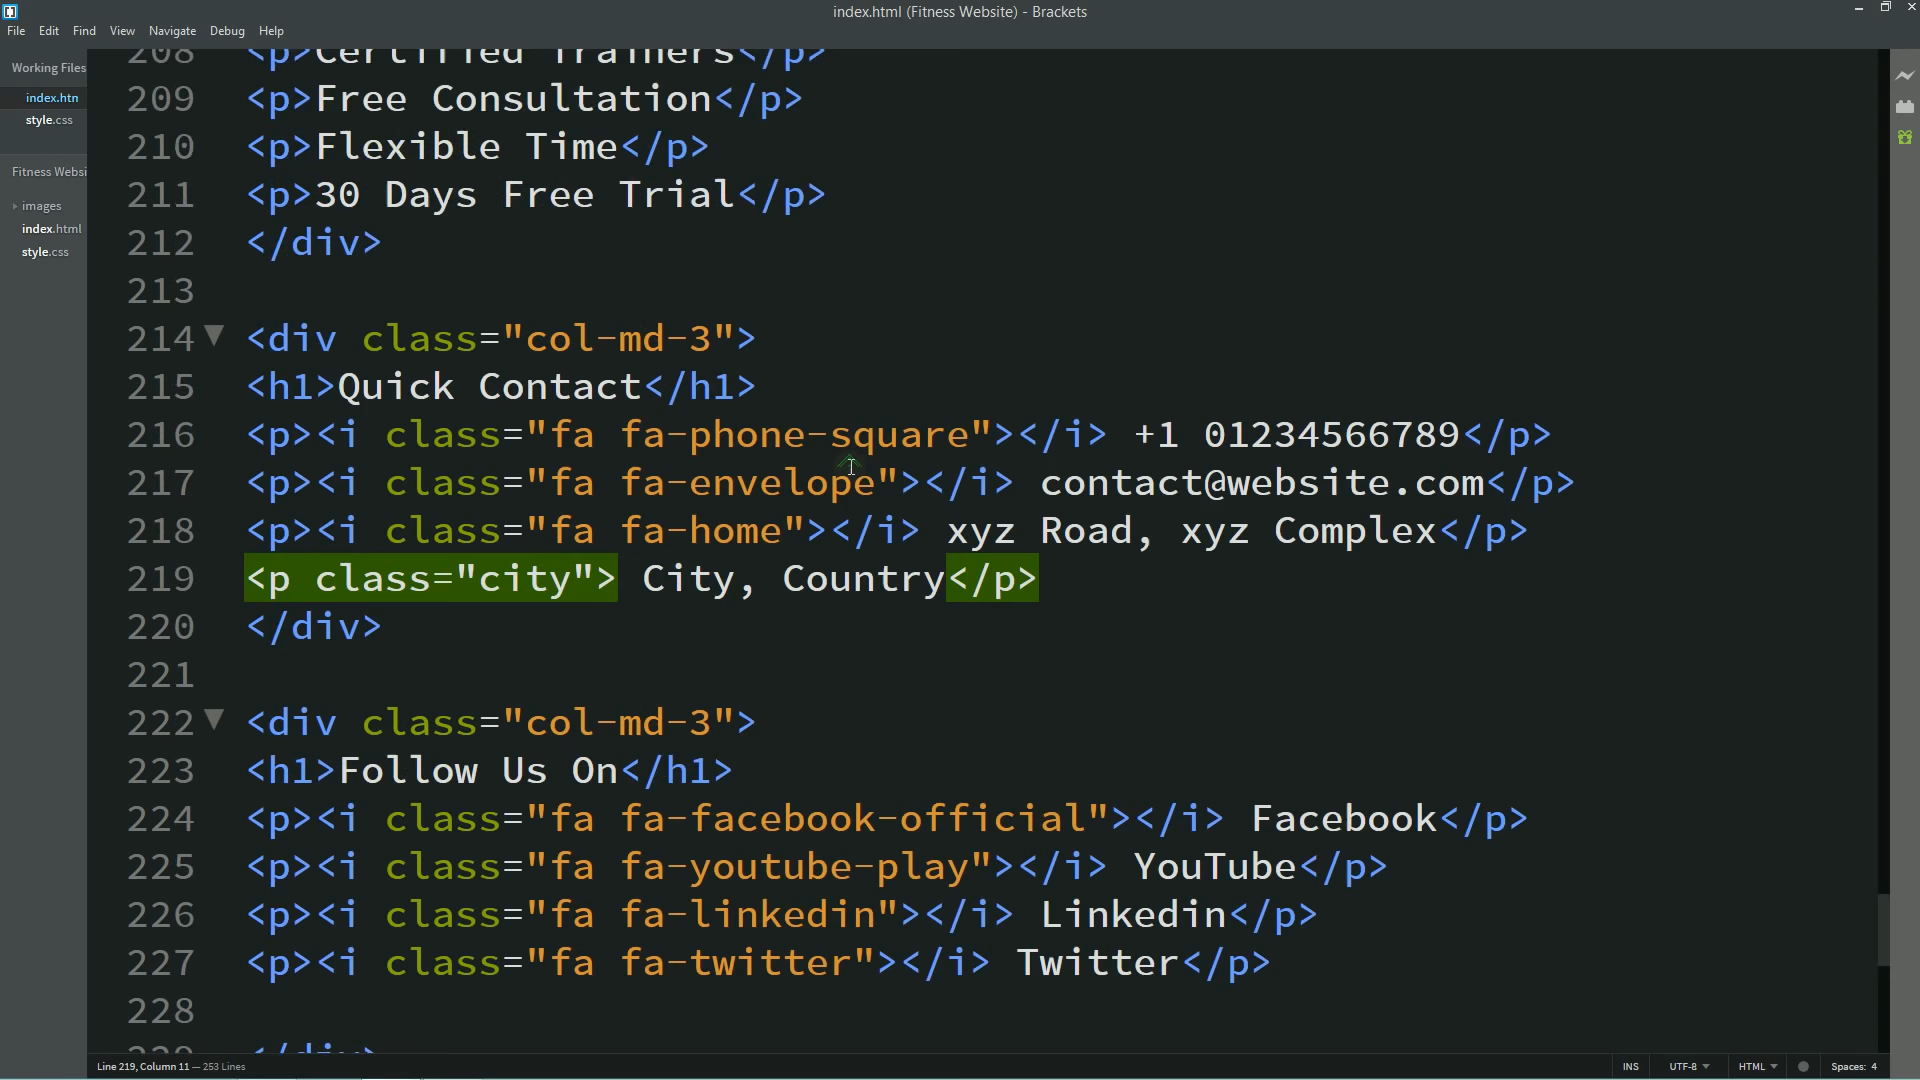 index.html (Fitness Website) - Brackets
File Edit Find View Navigate Debug Help
Working Files
index.htm
style.css
Fitness Websi
images
index.html
style.css
208 <p>Certified Trainers</p>
209 <p>Free Consultation</p>
210 <p>Flexible Time</p>
211 <p>30 Days Free Trial</p>
212 </div>
213
214 <div class="col-md-3">
215 <h1>Quick Contact</h1>
216 <p><i class="fa fa-phone-square"></i> +1 01234566789</p>
217 <p><i class="fa fa-envelope"></i> contact@website.com</p>
218 <p><i class="fa fa-home"></i> xyz Road, xyz Complex</p>
219 <p class="city"> City, Country</p>
220 </div>
221
222 <div class="col-md-3">
223 <h1>Follow Us On</h1>
224 <p><i class="fa fa-facebook-official"></i> Facebook</p>
225 <p><i class="fa fa-youtube-play"></i> YouTube</p>
226 <p><i class="fa fa-linkedin"></i> Linkedin</p>
227 <p><i class="fa fa-twitter"></i> Twitter</p>
228
229 </div>
Line 219, Column 11 — 253 Lines
INS UTF-8 HTML Spaces: 4